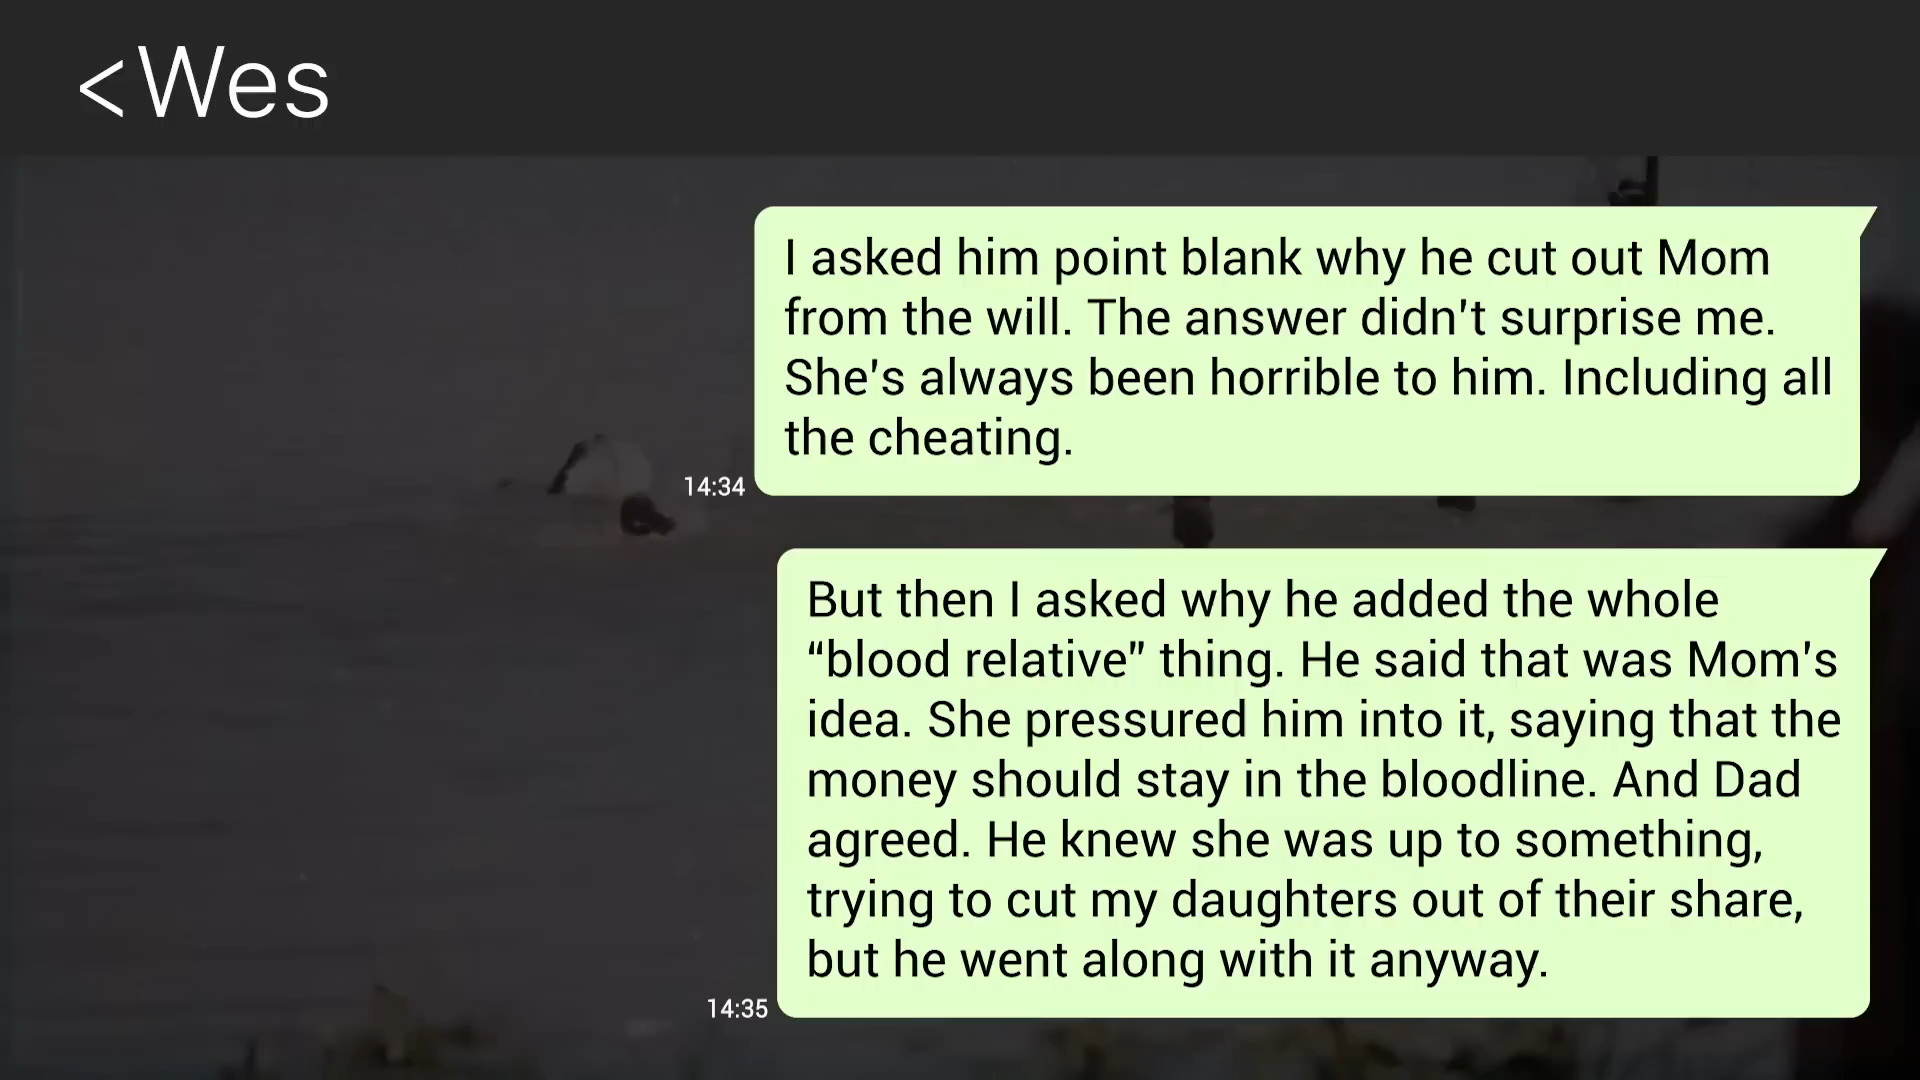 <Wes
I asked him point blank why he cut out Mom
from the will. The answer didn't surprise me.
She's always been horrible to him. Including all
the cheating.
14:34
But then I asked why he added the whole
“blood relative” thing. He said that was Mom's
idea. She pressured him into it, saying that the
money should stay in the bloodline. And Dad
agreed. He knew she was up to something,
trying to cut my daughters out of their share,
but he went along with it anyway.
14:35